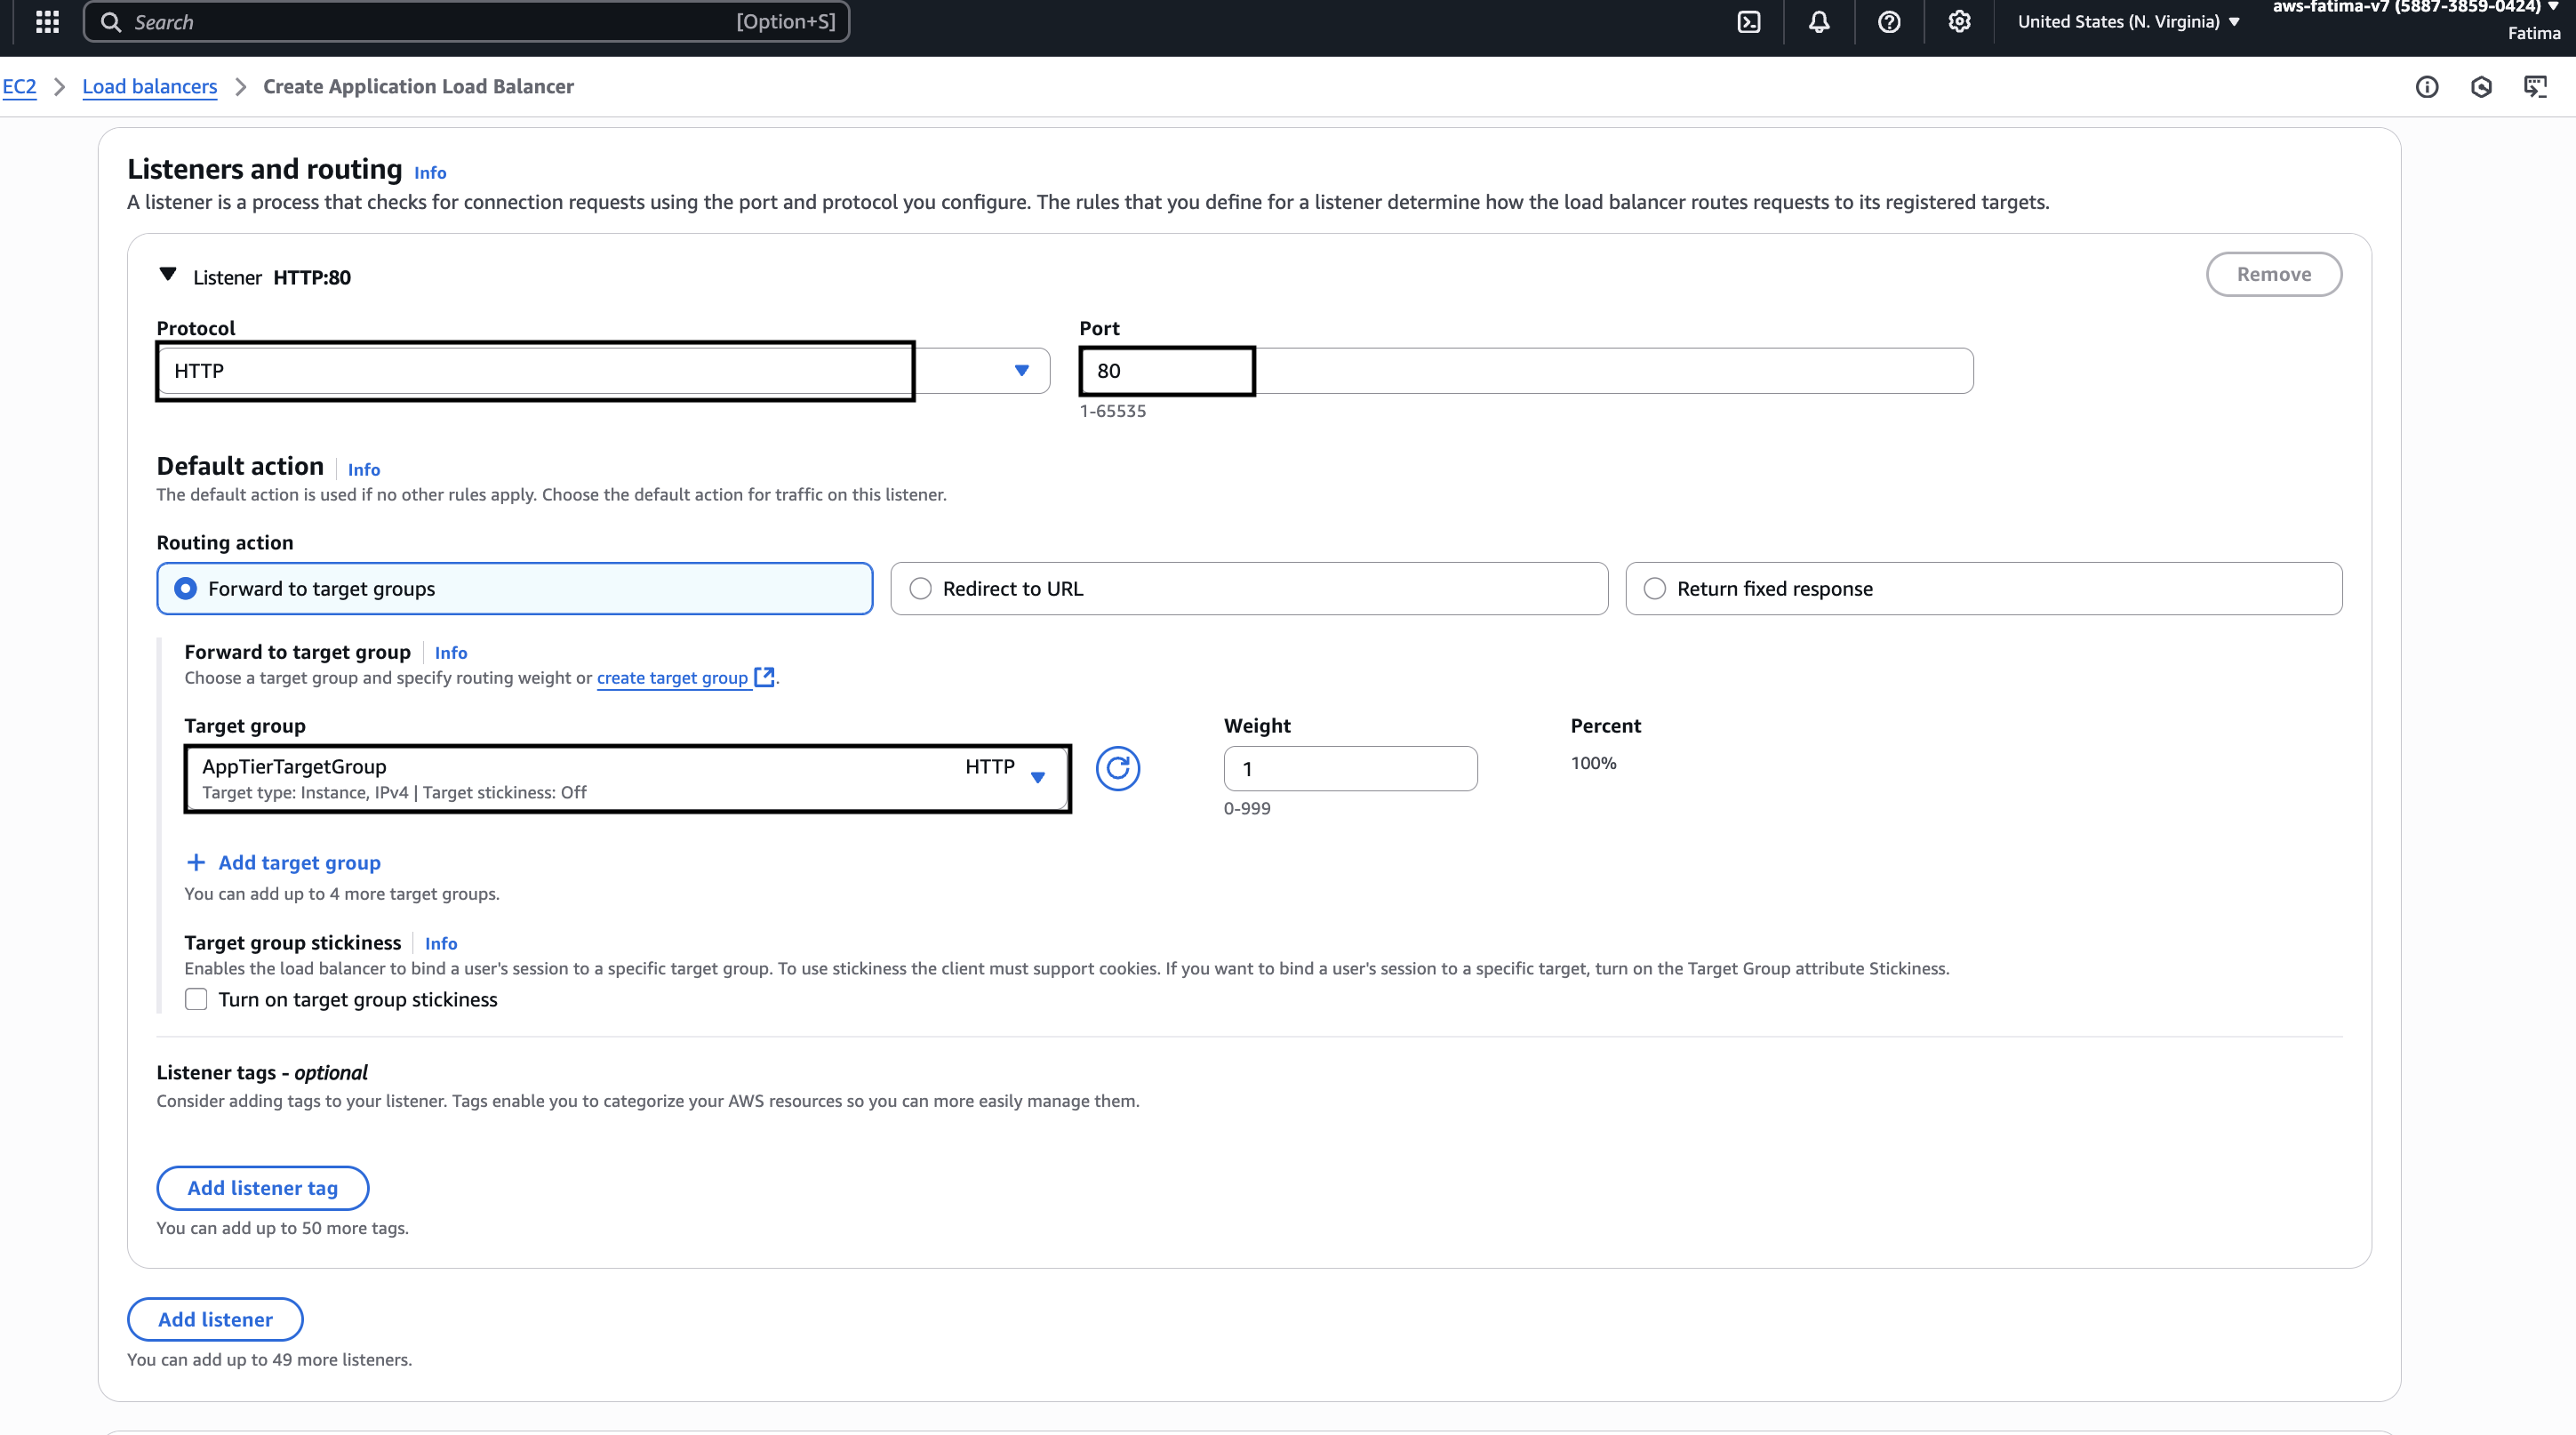 Search [Option+S] United States (N. Virginia) aws-fatima-v7 (5887-3859-0424)
Fatima
EC2 Load balancers Create Application Load Balancer
Listeners and routing Info
A listener is a process that checks for connection requests using the port and protocol you configure. The rules that you define for a listener determine how the load balancer routes requests to its registered targets.
Listener HTTP:80 Remove
Protocol Port
HTTP 80
1-65535
Default action Info
The default action is used if no other rules apply. Choose the default action for traffic on this listener.
Routing action
Forward to target groups Redirect to URL Return fixed response
Forward to target group Info
Choose a target group and specify routing weight or create target group .
Target group Weight Percent
AppTierTargetGroup HTTP 1 100%
Target type: Instance, IPv4 | Target stickiness: Off
0-999
Add target group
You can add up to 4 more target groups.
Target group stickiness Info
Enables the load balancer to bind a user's session to a specific target group. To use stickiness the client must support cookies. If you want to bind a user's session to a specific target, turn on the Target Group attribute Stickiness.
Turn on target group stickiness
Listener tags - optional
Consider adding tags to your listener. Tags enable you to categorize your AWS resources so you can more easily manage them.
Add listener tag
You can add up to 50 more tags.
Add listener
You can add up to 49 more listeners.